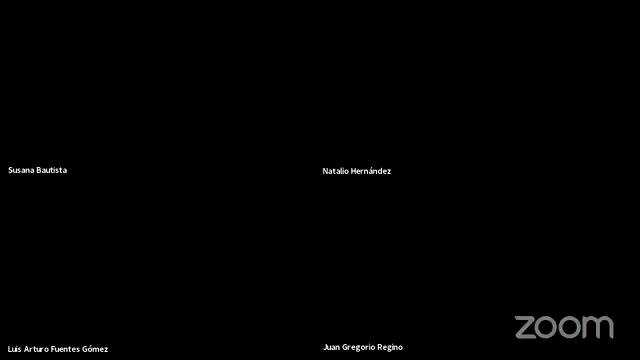 Susana Bautista
Natalio Hernández
Luis Arturo Fuentes Gómez
Juan Gregorio Regino
zoom